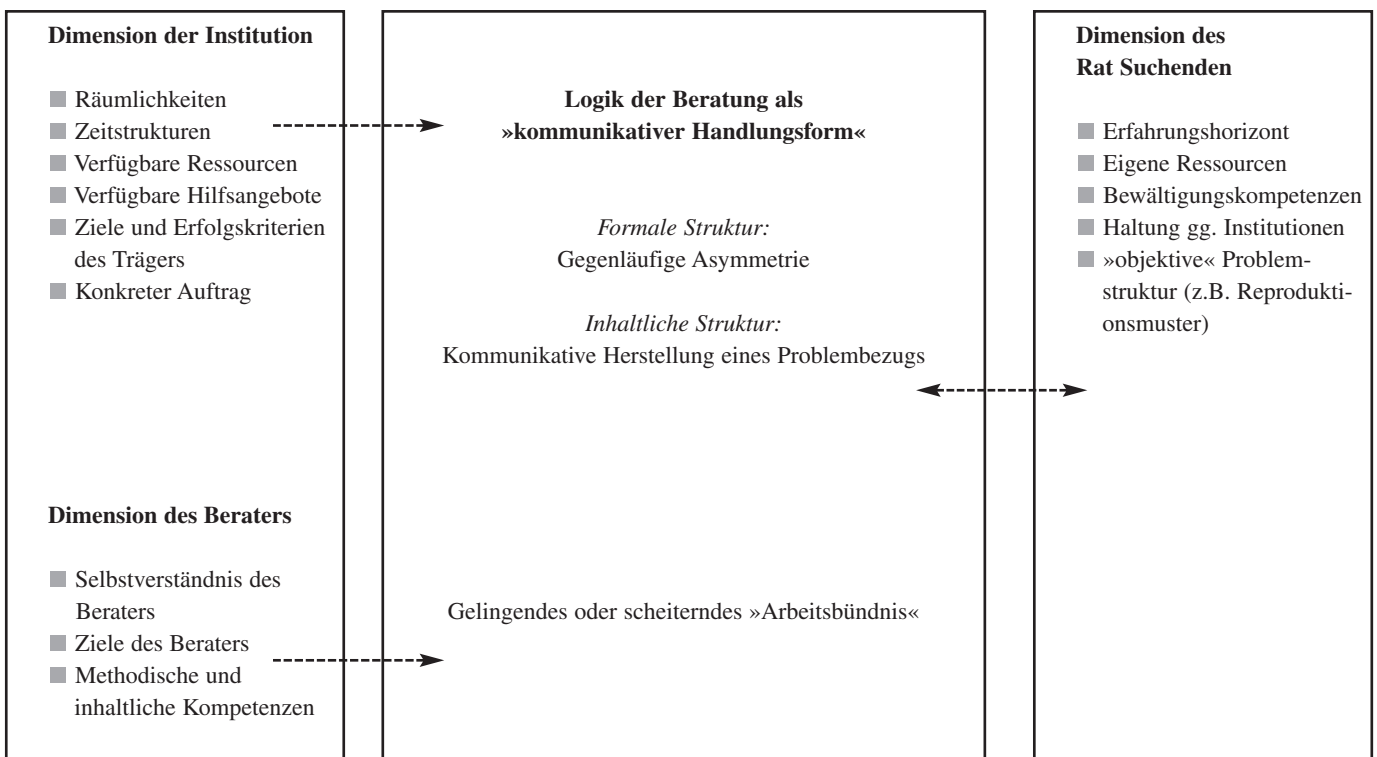 Dimension der Institution
Räumlichkeiten
Zeitstrukturen
Verfügbare Ressourcen
Verfügbare Hilfsangebote
Ziele und Erfolgskriterien
des Trägers
Konkreter Auftrag
Dimension des Beraters
Selbstverständnis des
Beraters
Ziele des Beraters
Methodische und
inhaltliche Kompetenzen
Logik der Beratung als
»kommunikativer Handlungsform«
Formale Struktur:
Gegenläufige Asymmetrie
Inhaltliche Struktur:
Kommunikative Herstellung eines Problembezugs
Gelingendes oder scheiterndes »Arbeitsbündnis«
Dimension des
Rat Suchenden
Erfahrungshorizont
Eigene Ressourcen
Bewältigungskompetenzen
Haltung gg. Institutionen
»objektive« Problem-
struktur (z.B. Reprodukti-
onsmuster)